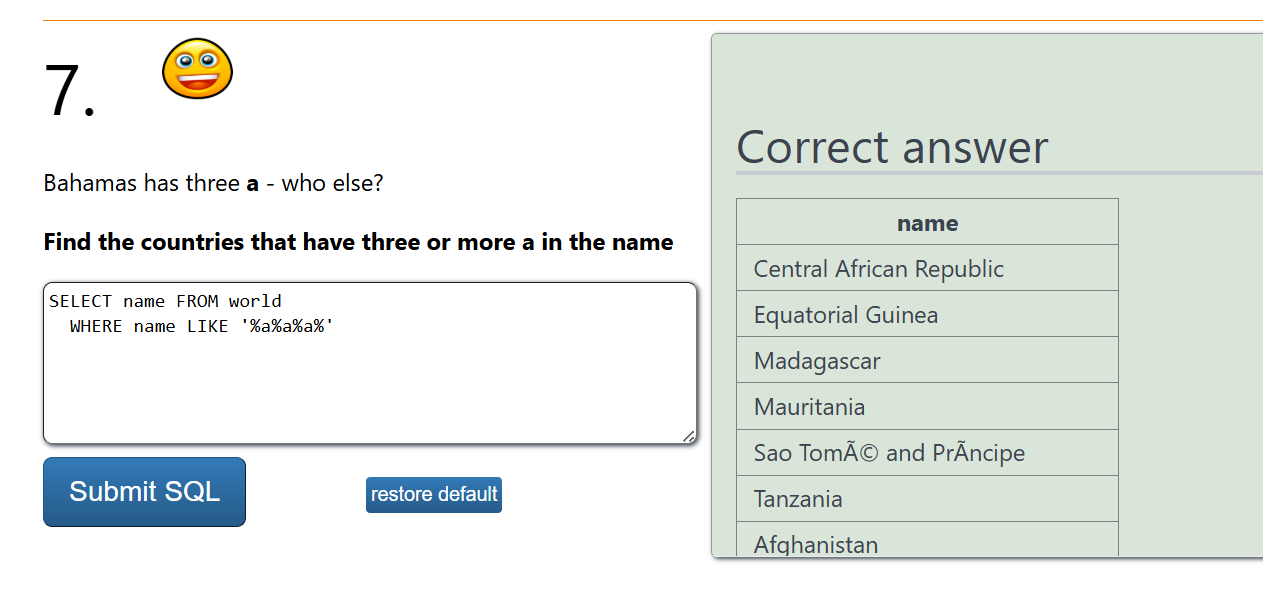 7.
Bahamas has three a - who else?
Find the countries that have three or more a in the name
SELECT name FROM world
WHERE name LIKE '%a%a%a%'
Submit SQL
restore default
Correct answer
name
Central African Republic
Equatorial Guinea
Madagascar
Mauritania
Sao TomÃ© and PrÃncipe
Tanzania
Afghanistan